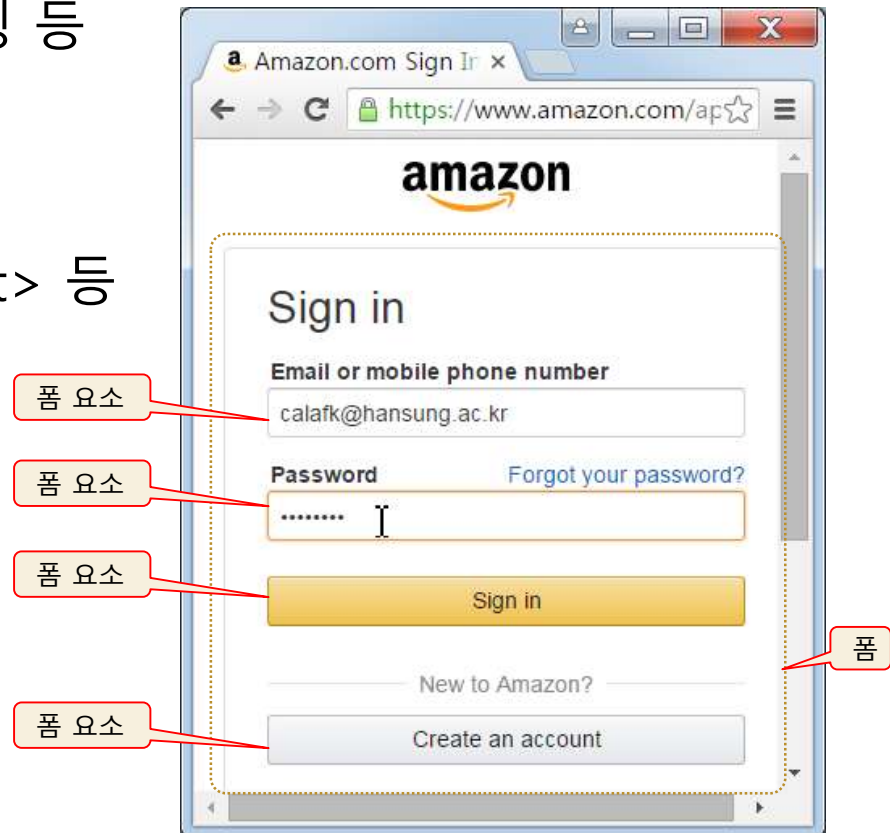 등
Amazon.com Sign Ir
https://www.amazon.com/ap
amazon
t> 등
Sign in
Email or mobile phone number
폼 요소
calafk@hansung.ac.kr
Password Forgot your password?
폼 요소
••••••••
폼 요소
Sign in
폼
New to Amazon?
폼 요소
Create an account